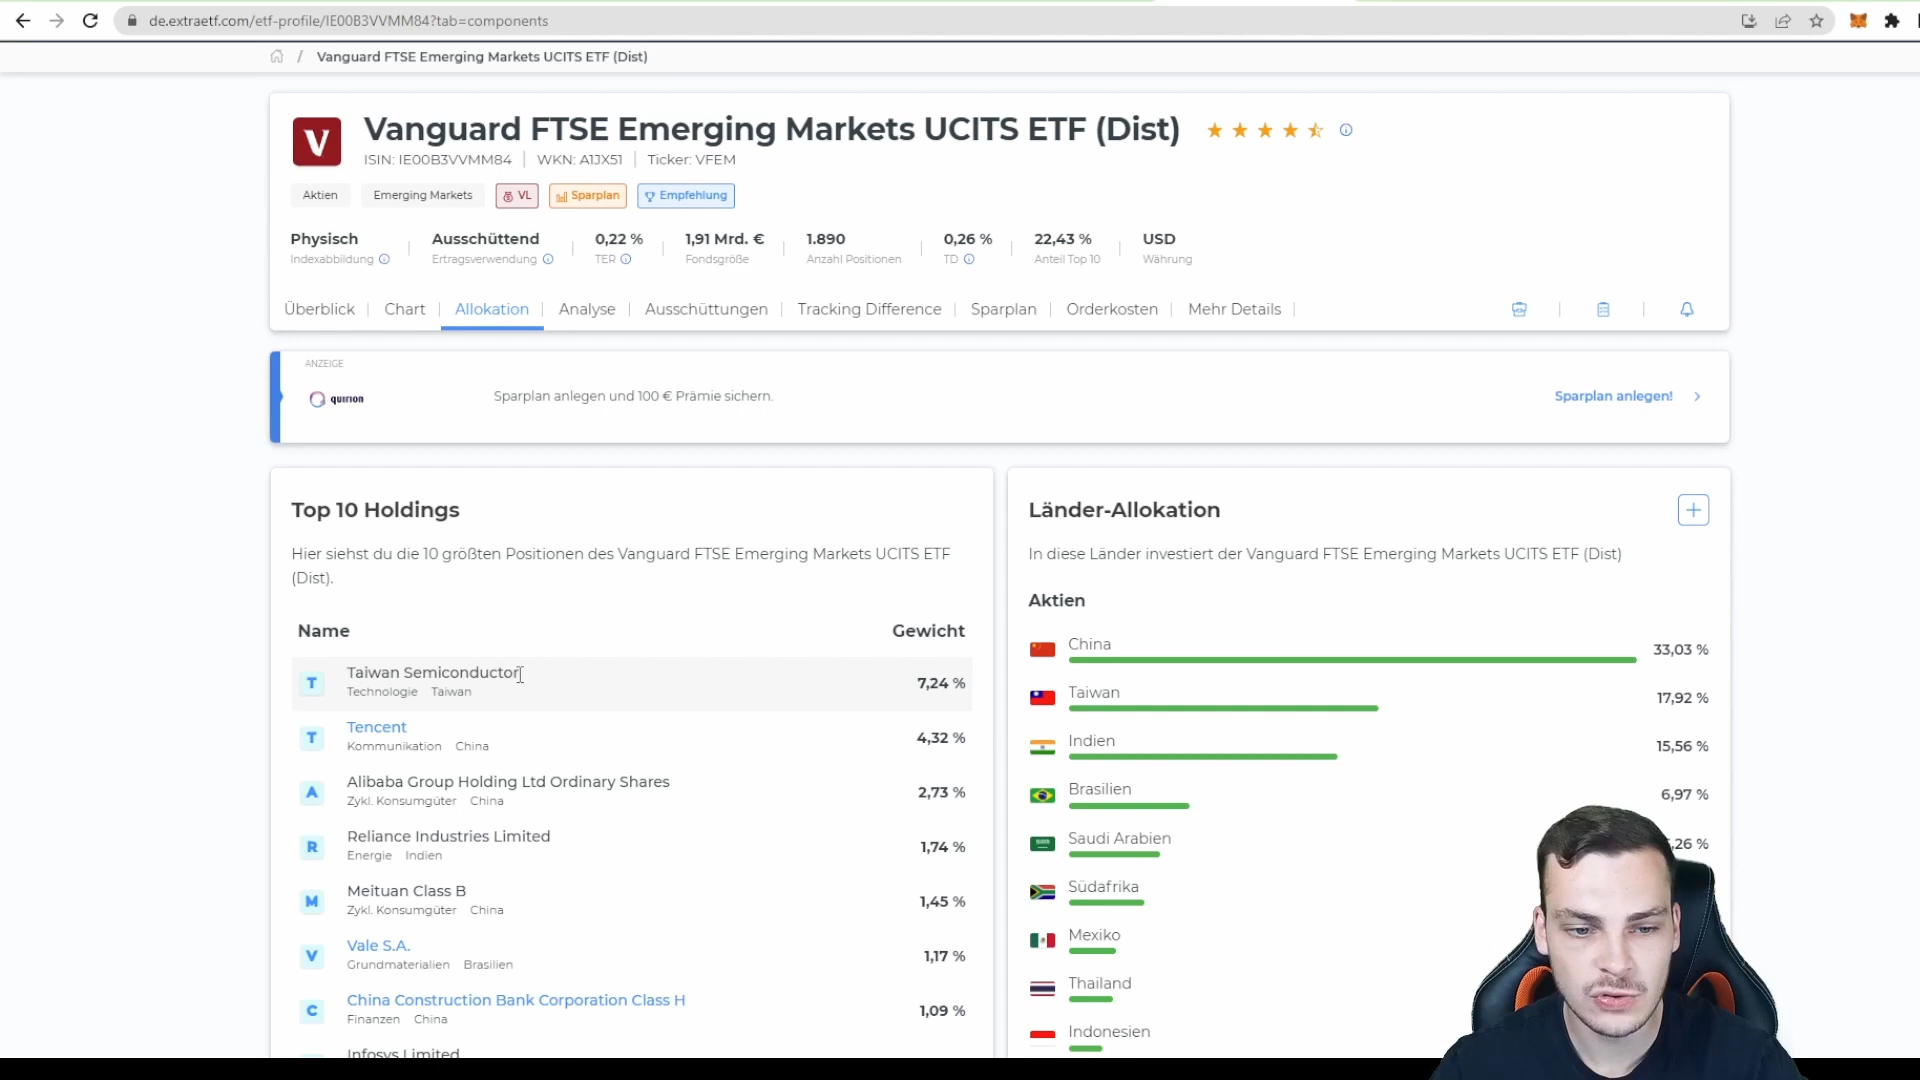 de.extraetf.com/etf-profile/IE00B3VVMM84?tab=components
/ Vanguard FTSE Emerging Markets UCITS ETF (Dist)
V
Vanguard FTSE Emerging Markets UCITS ETF (Dist)
ISIN: IE00B3VVMM84 | WKN: A1JX51 | Ticker: VFEM
Aktien Emerging Markets VL Sparplan Empfehlung
Physisch Ausschüttend 0,22 % 1,91 Mrd. € 1.890 0,26 % 22,43 % USD
Indexabbildung Ertragsverwendung TER Fondsgröße Anzahl Positionen TD Anteil Top 10 Währung
Überblick Chart Allokation Analyse Ausschüttungen Tracking Difference Sparplan Orderkosten Mehr Details
ANZEIGE
quirion Sparplan anlegen und 100 € Prämie sichern. Sparplan anlegen!
Top 10 Holdings
Hier siehst du die 10 größten Positionen des Vanguard FTSE Emerging Markets UCITS ETF
(Dist).
Name Gewicht
T Taiwan Semiconductor 7,24 %
Technologie Taiwan
T Tencent 4,32 %
Kommunikation China
A Alibaba Group Holding Ltd Ordinary Shares 2,73 %
Zykl. Konsumgüter China
R Reliance Industries Limited 1,74 %
Energie Indien
M Meituan Class B 1,45 %
Zykl. Konsumgüter China
V Vale S.A. 1,17 %
Grundmaterialien Brasilien
C China Construction Bank Corporation Class H 1,09 %
Finanzen China
Infosys Limited
Länder-Allokation
In diese Länder investiert der Vanguard FTSE Emerging Markets UCITS ETF (Dist)
Aktien
China 33,03 %
Taiwan 17,92 %
Indien 15,56 %
Brasilien 6,97 %
Saudi Arabien ,26 %
Südafrika
Mexiko
Thailand
Indonesien